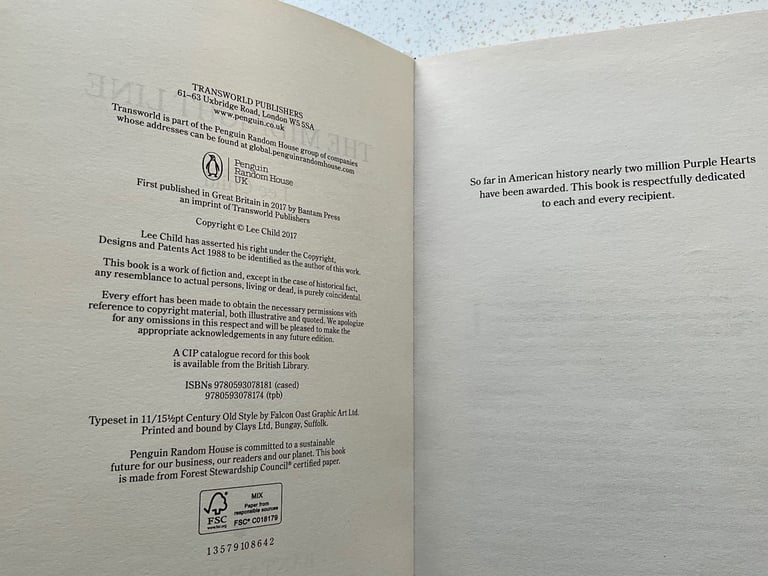 TRANSWORLD PUBLISHERS
61–63 Uxbridge Road, London W5 5SA
www.penguin.co.uk
Transworld is part of the Penguin Random House group of companies
whose addresses can be found at global.penguinrandomhouse.com
Penguin
Random House
UK
First published in Great Britain in 2017 by Bantam Press
an imprint of Transworld Publishers
Copyright © Lee Child 2017
Lee Child has asserted his right under the Copyright,
Designs and Patents Act 1988 to be identified as the author of this work.
This book is a work of fiction and, except in the case of historical fact,
any resemblance to actual persons, living or dead, is purely coincidental.
Every effort has been made to obtain the necessary permissions with
reference to copyright material, both illustrative and quoted. We apologize
for any omissions in this respect and will be pleased to make the
appropriate acknowledgements in any future edition.
A CIP catalogue record for this book
is available from the British Library.
ISBNs 9780593078181 (cased)
9780593078174 (tpb)
Typeset in 11/15½pt Century Old Style by Falcon Oast Graphic Art Ltd.
Printed and bound by Clays Ltd, Bungay, Suffolk.
Penguin Random House is committed to a sustainable
future for our business, our readers and our planet. This book
is made from Forest Stewardship Council® certified paper.
FSC
www.fsc.org
MIX
Paper from
responsible sources
FSC® C018179
1 3 5 7 9 10 8 6 4 2
So far in American history nearly two million Purple Hearts
have been awarded. This book is respectfully dedicated
to each and every recipient.
THE MIDNIGHT LINE